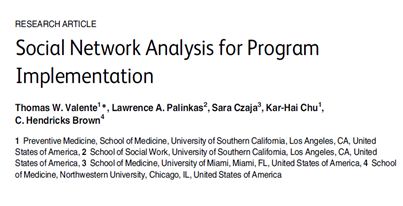 RESEARCH ARTICLE
Social Network Analysis for Program
Implementation
Thomas W. Valente1*, Lawrence A. Palinkas2, Sara Czaja3, Kar-Hai Chu1,
C. Hendricks Brown4
1 Preventive Medicine, School of Medicine, University of Southern California, Los Angeles, CA, United
States of America, 2 School of Social Work, University of Southern California, Los Angeles, CA, United
States of America, 3 School of Medicine, University of Miami, Miami, FL, United States of America, 4 School
of Medicine, Northwestern University, Chicago, IL, United States of America